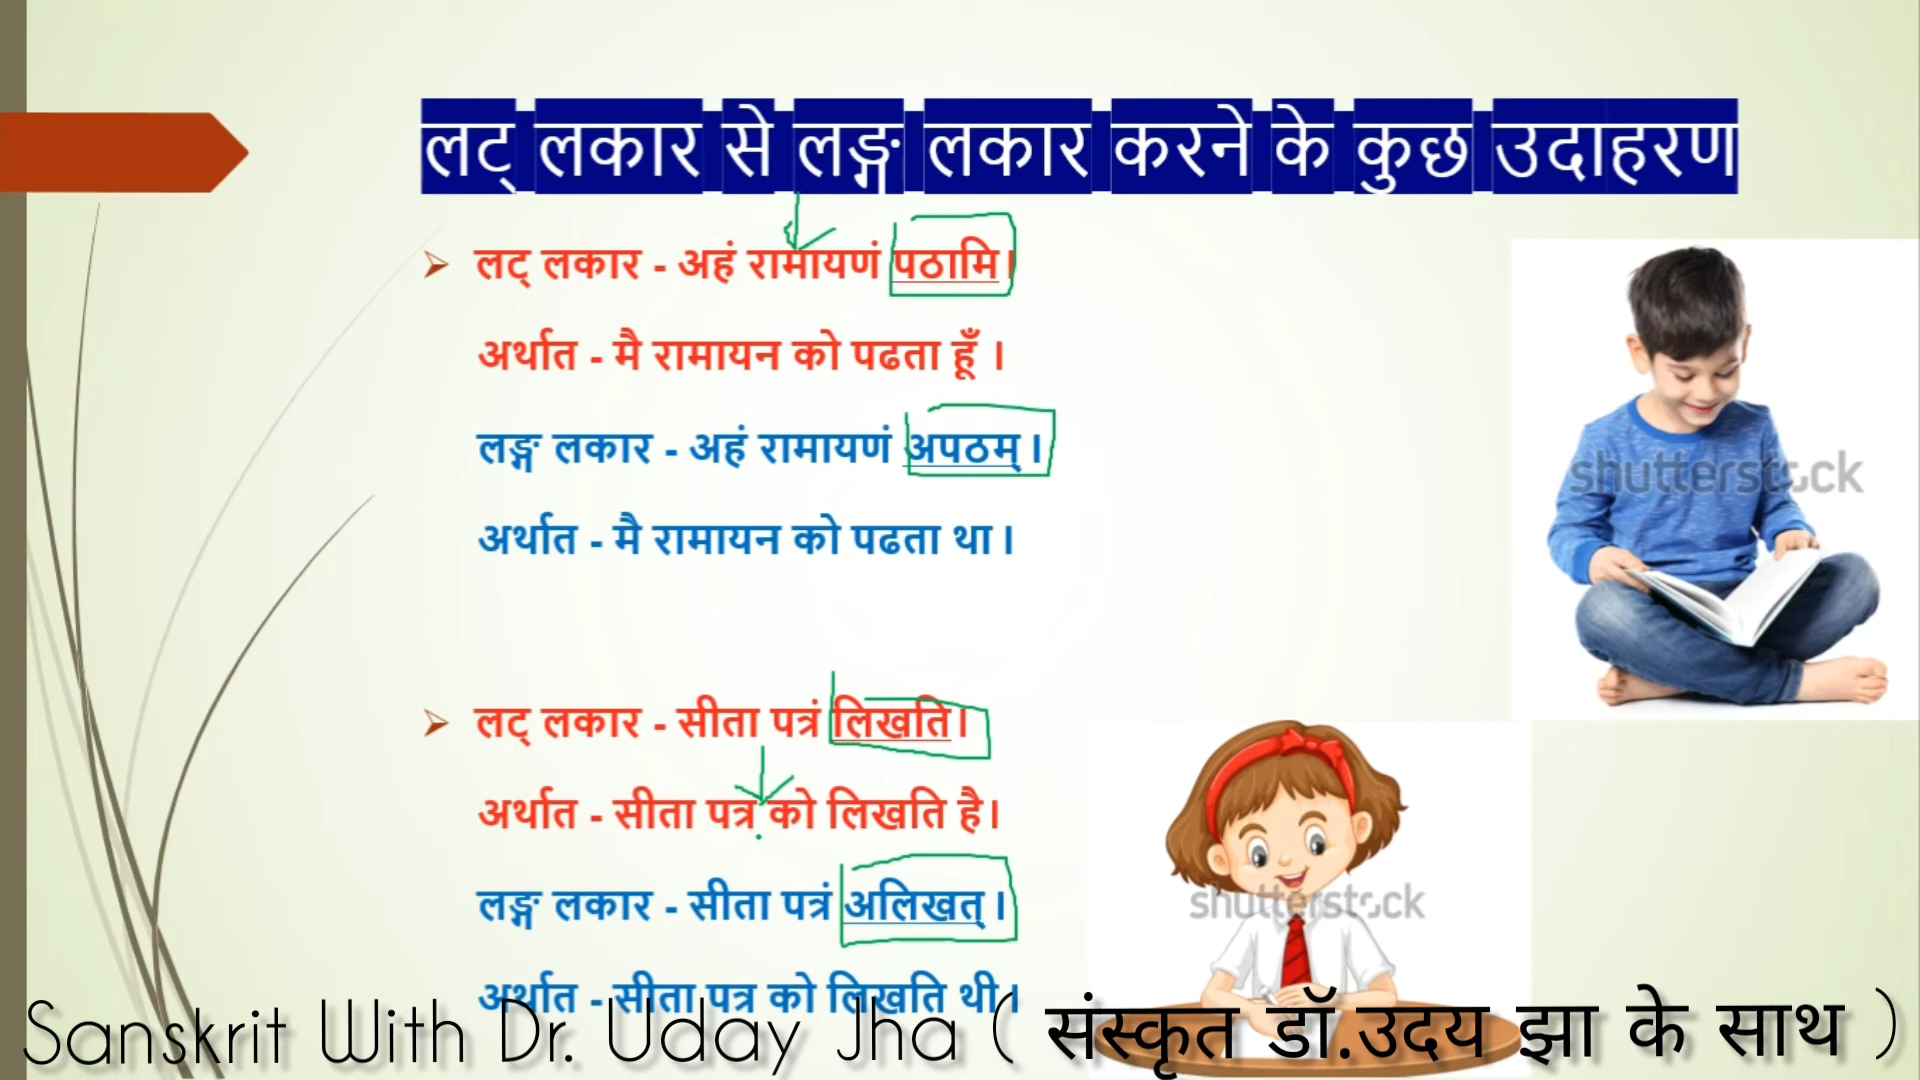 लट् लकार से लङ्ग लकार करने के कुछ उदाहरण
लट् लकार - अहं रामायणं पठामि।
अर्थात - मै रामायन को पढता हूँ ।
लङ्ग लकार - अहं रामायणं अपठम् ।
अर्थात - मै रामायन को पढता था ।
shutterstock
लट् लकार - सीता पत्रं लिखति ।
अर्थात - सीता पत्र को लिखति है ।
लङ्ग लकार - सीता पत्रं अलिखत् ।
shutterstock
अर्थात - सीता पत्र को लिखति थी ।
Sanskrit With Dr. Uday Jha ( संस्कृत डॉ.उदय झा के साथ )